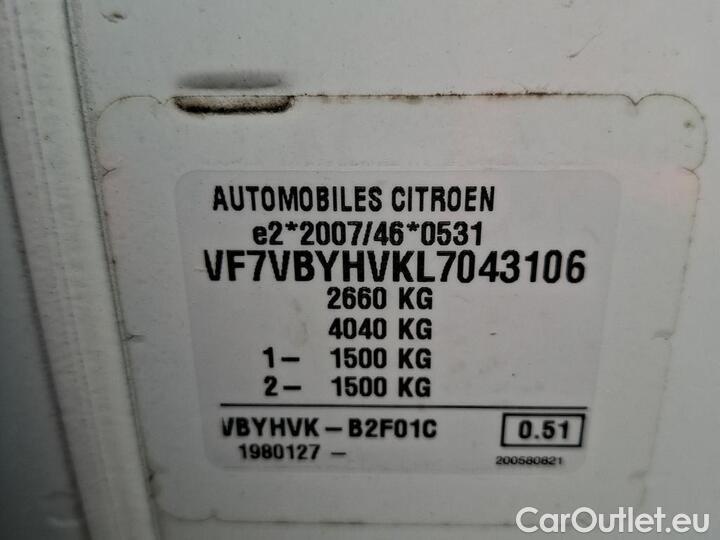 AUTOMOBILES CITROEN
e2*2007/46*0531
VF7VBYHVKL7043106
2660 KG
4040 KG
1- 1500 KG
2- 1500 KG
VBYHVK-B2F01C 0.51
1980127 - 200580821
CarOutlet.eu